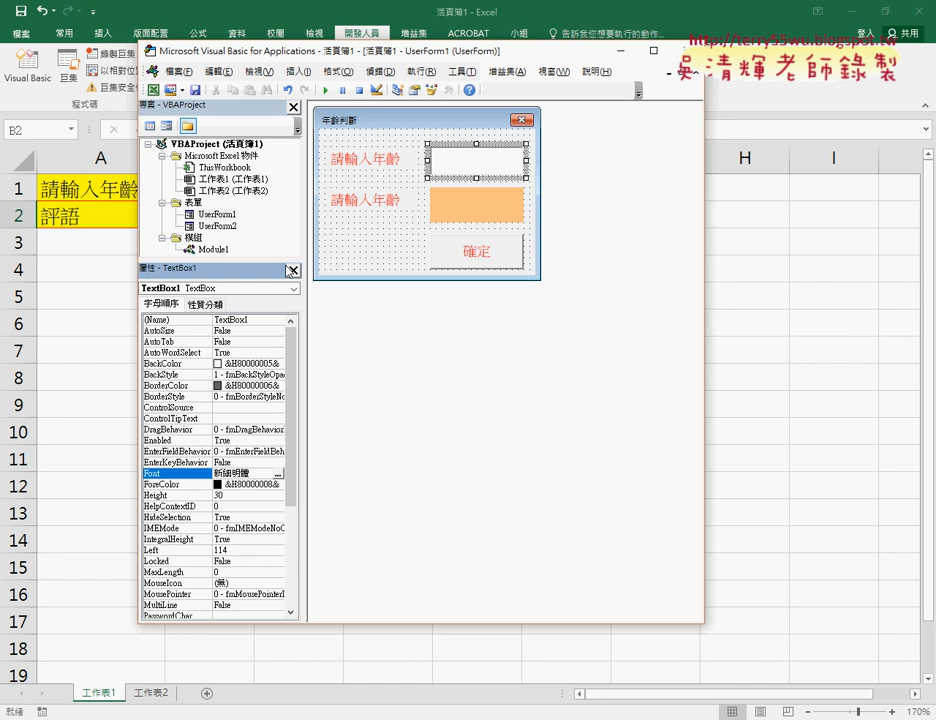 活頁簿1 - Excel
檔案 常用 插入 版面配置 公式 資料 校閱 檢視 開發人員 增益集 ACROBAT 小組 告訴我您想要執行的動作... 登入 共用
http://terry55wu.blogspot.tw
吳清輝老師錄製
Visual Basic 巨集 錄製巨集
以相對位
巨集安全
程式碼
Microsoft Visual Basic for Applications - 活頁簿1 - [活頁簿1 - UserForm1 (UserForm)]
檔案(F) 編輯(E) 檢視(V) 插入(I) 格式(O) 偵錯(D) 執行(R) 工具(T) 增益集(A) 視窗(W) 說明(H)
B2
專案 - VBAProject
VBAProject (活頁簿1)
Microsoft Excel 物件
ThisWorkbook
工作表1 (工作表1)
工作表2 (工作表2)
表單
UserForm1
UserForm2
模組
Module1
屬性 - TextBox1
TextBox1 TextBox
字母順序 性質分類
(Name) TextBox1
AutoSize False
AutoTab False
AutoWordSelect True
BackColor &H80000005&
BackStyle 1 - fmBackStyleOpa
BorderColor &H80000006&
BorderStyle 0 - fmBorderStyleNo
ControlSource
ControlTipText
DragBehavior 0 - fmDragBehavior
Enabled True
EnterFieldBehavior 0 - fmEnterFieldBeh
EnterKeyBehavior False
Font 新細明體 ...
ForeColor &H80000008&
Height 30
HelpContextID 0
HideSelection True
IMEMode 0 - fmIMEModeNoC
IntegralHeight True
Left 114
Locked False
MaxLength 0
MouseIcon (無)
MousePointer 0 - fmMousePointerD
MultiLine False
PasswordChar
年齡判斷
請輸入年齡
請輸入年齡
確定
A H I
1 請輸入年齡
2 評語
3
4
5
6
7
8
9
10
11
12
13
14
15
16
17
18
19
工作表1 工作表2
就緒 170%